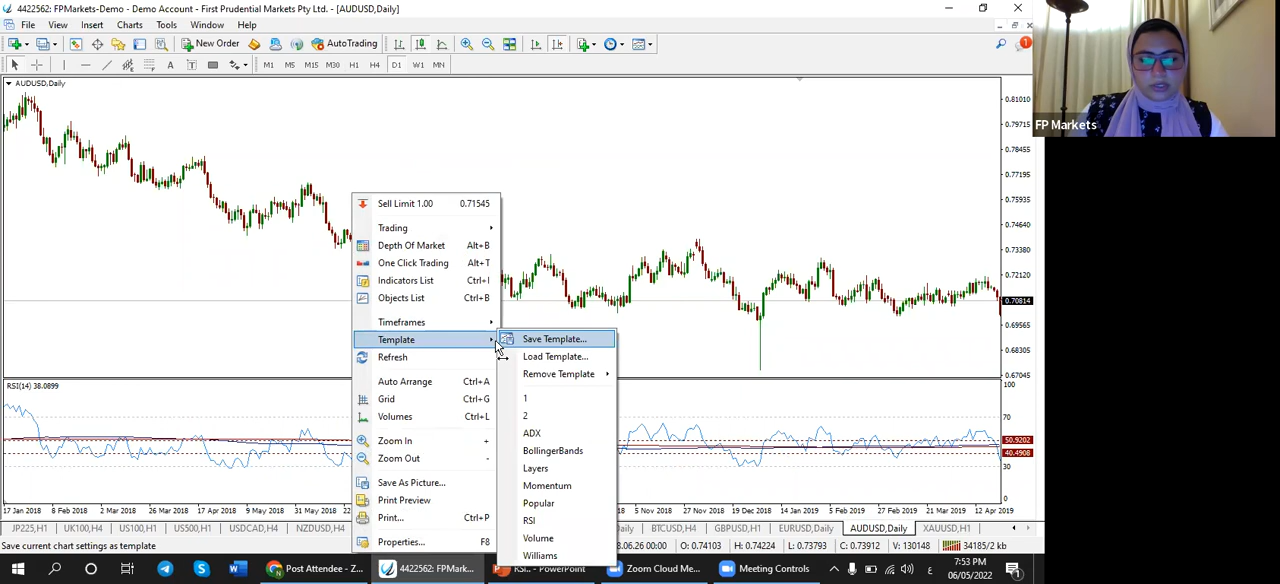 4422562: FPMarkets-Demo - Demo Account - First Prudential Markets Pty Ltd. - [AUDUSD,Daily]
File View Insert Charts Tools Window Help
New Order AutoTrading
M1 M5 M15 M30 H1 H4 D1 W1 MN
AUDUSD,Daily
FP Markets
0.81010
0.79715
0.78455
0.77195
0.75935
0.74640
0.73380
0.72120
0.70814
0.69565
0.68305
0.67045
Sell Limit 1.00 0.71545
Trading
Depth Of Market Alt+B
One Click Trading Alt+T
Indicators List Ctrl+I
Objects List Ctrl+B
Timeframes
Template
Refresh
Auto Arrange Ctrl+A
Grid Ctrl+G
Volumes Ctrl+L
Zoom In +
Zoom Out -
Save As Picture...
Print Preview
Print... Ctrl+P
Properties... F8
Save Template...
Load Template...
Remove Template
1
2
ADX
BollingerBands
Layers
Momentum
Popular
RSI
Volume
Williams
RSI(14) 38.0899
100
70
50.9202
40.4908
30
0
17 Jan 2018 8 Feb 2018 2 Mar 2018 26 Mar 2018 17 Apr 2018 9 May 2018 31 May 2018 5 Nov 2018 27 Nov 2018 19 Dec 2018 14 Jan 2019 5 Feb 2019 27 Feb 2019 21 Mar 2019 12 Apr 2019
JP225,H1 UK100,H4 US100,H1 US500,H1 USDCAD,H4 NZDUSD,H4 BTCUSD,H4 GBPUSD,H1 EURUSD,Daily AUDUSD,Daily XAUUSD,H1
Save current chart settings as template
O: 0.74103 H: 0.74224 L: 0.73793 C: 0.73912 V: 130148 34185/2 kb
Post Attendee - Z... 4422562: FPMark... PowerPoint Zoom Cloud Me... Meeting Controls
7:53 PM
06/05/2022